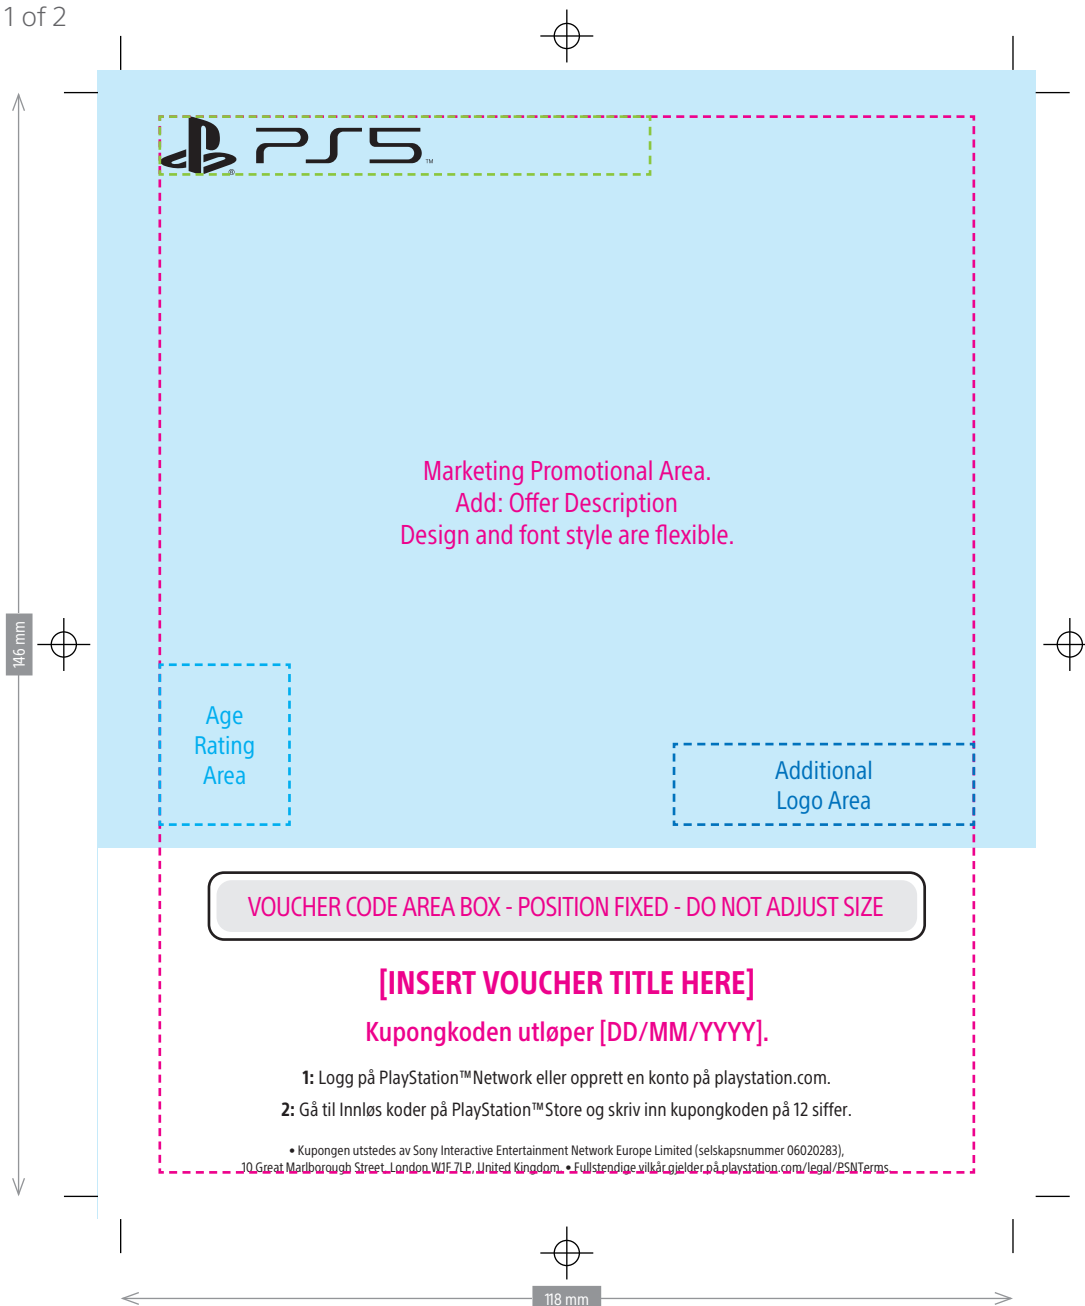 1 of 2
PS5™
®
Marketing Promotional Area.
Add: Offer Description
Design and font style are flexible.
146 mm
Age
Rating
Area
Additional
Logo Area
VOUCHER CODE AREA BOX - POSITION FIXED - DO NOT ADJUST SIZE
[INSERT VOUCHER TITLE HERE]
Kupongkoden utløper [DD/MM/YYYY].
1: Logg på PlayStation™Network eller opprett en konto på playstation.com.
2: Gå til Innløs koder på PlayStation™Store og skriv inn kupongkoden på 12 siffer.
• Kupongen utstedes av Sony Interactive Entertainment Network Europe Limited (selskapsnummer 06020283),
10 Great Marlborough Street, London W1F 7LP, United Kingdom. • Fullstendige vilkår gjelder på playstation.com/legal/PSNTerms.
118 mm